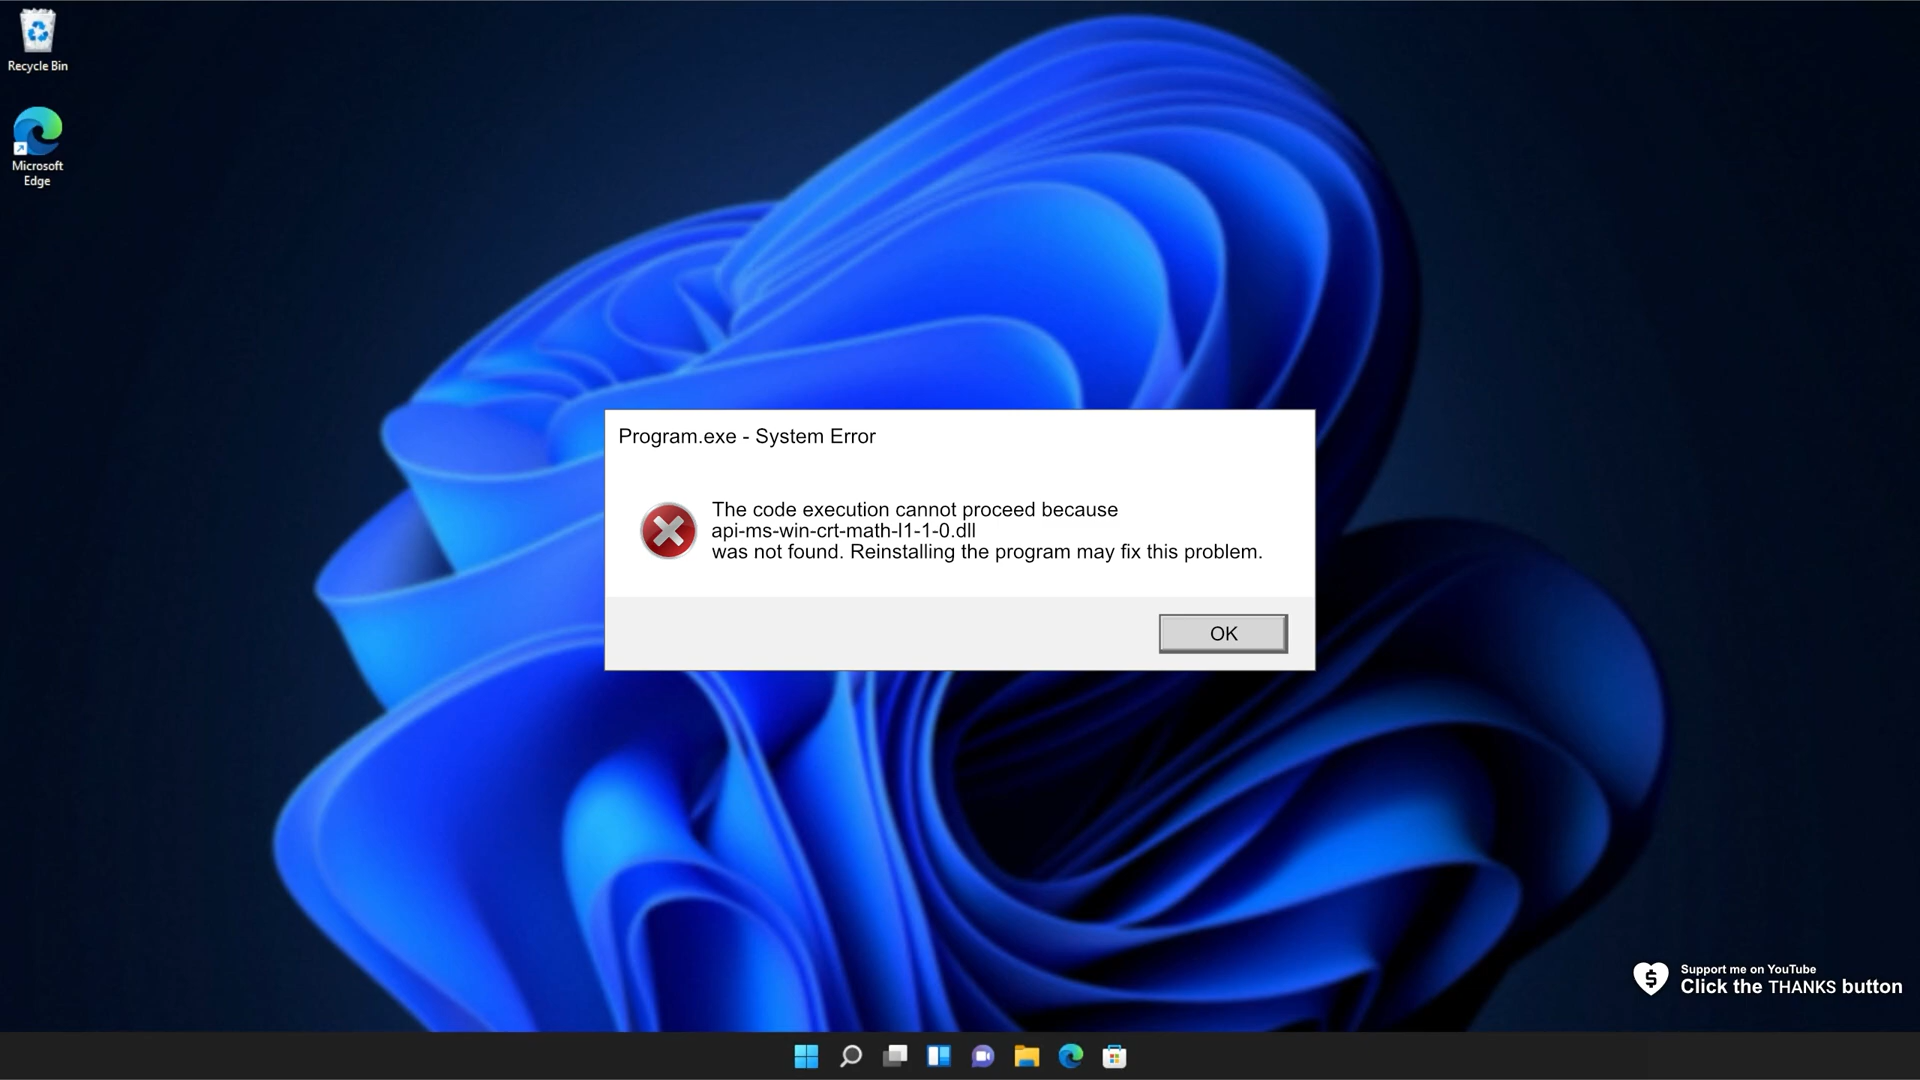 Recycle Bin
Microsoft
Edge
Program.exe - System Error
The code execution cannot proceed because
api-ms-win-crt-math-l1-1-0.dll
was not found. Reinstalling the program may fix this problem.
OK
Support me on YouTube
Click the THANKS button